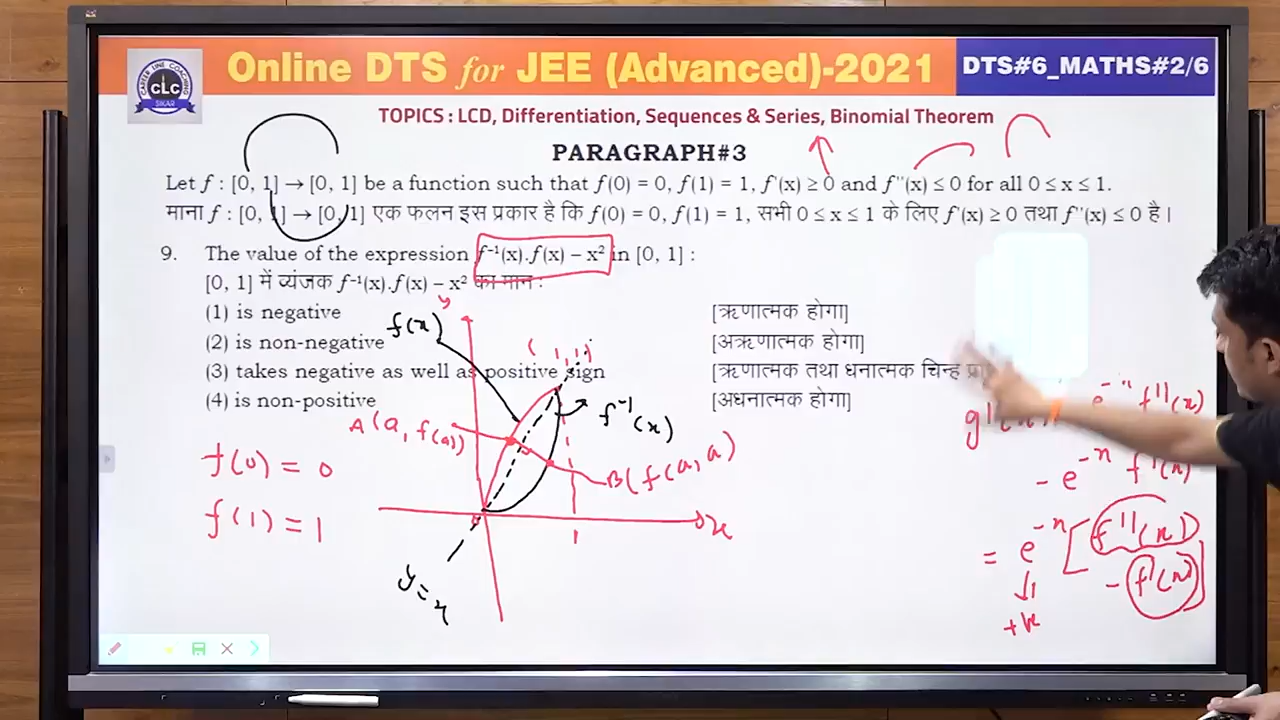 CAREER LINE COACHING
CLC
SIKAR
Online DTS for JEE (Advanced)-2021
DTS#6_MATHS#2/6
TOPICS : LCD, Differentiation, Sequences & Series, Binomial Theorem
PARAGRAPH#3
Let f : [0, 1] → [0, 1] be a function such that f(0) = 0, f(1) = 1, f'(x) ≥ 0 and f''(x) ≤ 0 for all 0 ≤ x ≤ 1.
माना f : [0, 1] → [0, 1] एक फलन इस प्रकार है कि f(0) = 0, f(1) = 1, सभी 0 ≤ x ≤ 1 के लिए f'(x) ≥ 0 तथा f''(x) ≤ 0 है।
9. The value of the expression f⁻¹(x).f(x) – x² in [0, 1] :
[0, 1] में व्यंजक f⁻¹(x).f(x) – x² का मान :
(1) is negative [ऋणात्मक होगा]
(2) is non-negative [अऋणात्मक होगा]
(3) takes negative as well as positive sign [ऋणात्मक तथा धनात्मक चिन्ह
(4) is non-positive [अधनात्मक होगा]
y
f(x)
(1,1)
f⁻¹(x)
A(a, f(a))
B(f(a), a)
f(0) = 0
f(1) = 1
x
1
y = x
g'(x) e⁻ˣ f''(x)
- e⁻ˣ f'(x)
= e⁻ˣ [f''(x)
- f'(x)]
+ve